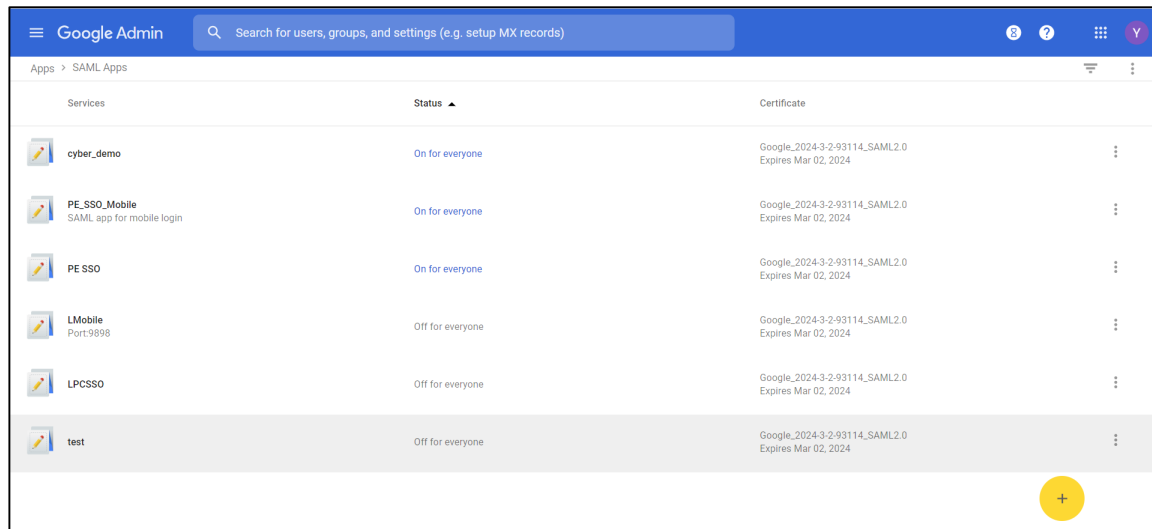 Google Admin
Search for users, groups, and settings (e.g. setup MX records)
Y
Apps > SAML Apps
Services Status Certificate
cyber_demo On for everyone Google_2024-3-2-93114_SAML2.0
Expires Mar 02, 2024
PE_SSO_Mobile On for everyone Google_2024-3-2-93114_SAML2.0
SAML app for mobile login Expires Mar 02, 2024
PE SSO On for everyone Google_2024-3-2-93114_SAML2.0
Expires Mar 02, 2024
LMobile Off for everyone Google_2024-3-2-93114_SAML2.0
Port:9898 Expires Mar 02, 2024
LPCSSO Off for everyone Google_2024-3-2-93114_SAML2.0
Expires Mar 02, 2024
test Off for everyone Google_2024-3-2-93114_SAML2.0
Expires Mar 02, 2024